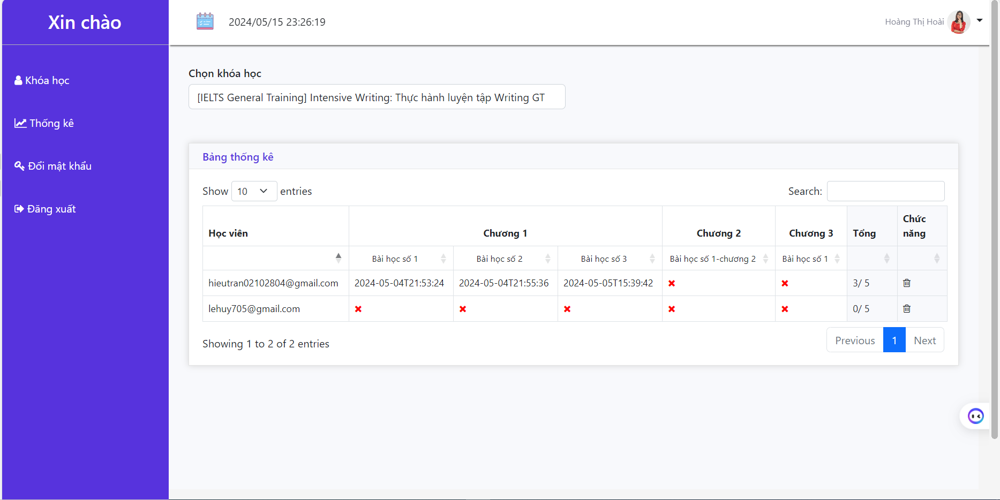 Xin chào
Khóa học
Thống kê
Đổi mật khẩu
Đăng xuất
2024/05/15 23:26:19
Hoàng Thị Hoài
Chọn khóa học
[IELTS General Training] Intensive Writing: Thực hành luyện tập Writing GT
Bảng thống kê
Show 10 entries
Search:
Học viên Chương 1 Chương 2 Chương 3 Tổng Chức năng
Bài học số 1 Bài học số 2 Bài học số 3 Bài học số 1-chương 2 Bài học số 1
hieutran02102804@gmail.com 2024-05-04T21:53:24 2024-05-04T21:55:36 2024-05-05T15:39:42 3/ 5
lehuy705@gmail.com 0/ 5
Showing 1 to 2 of 2 entries
Previous 1 Next